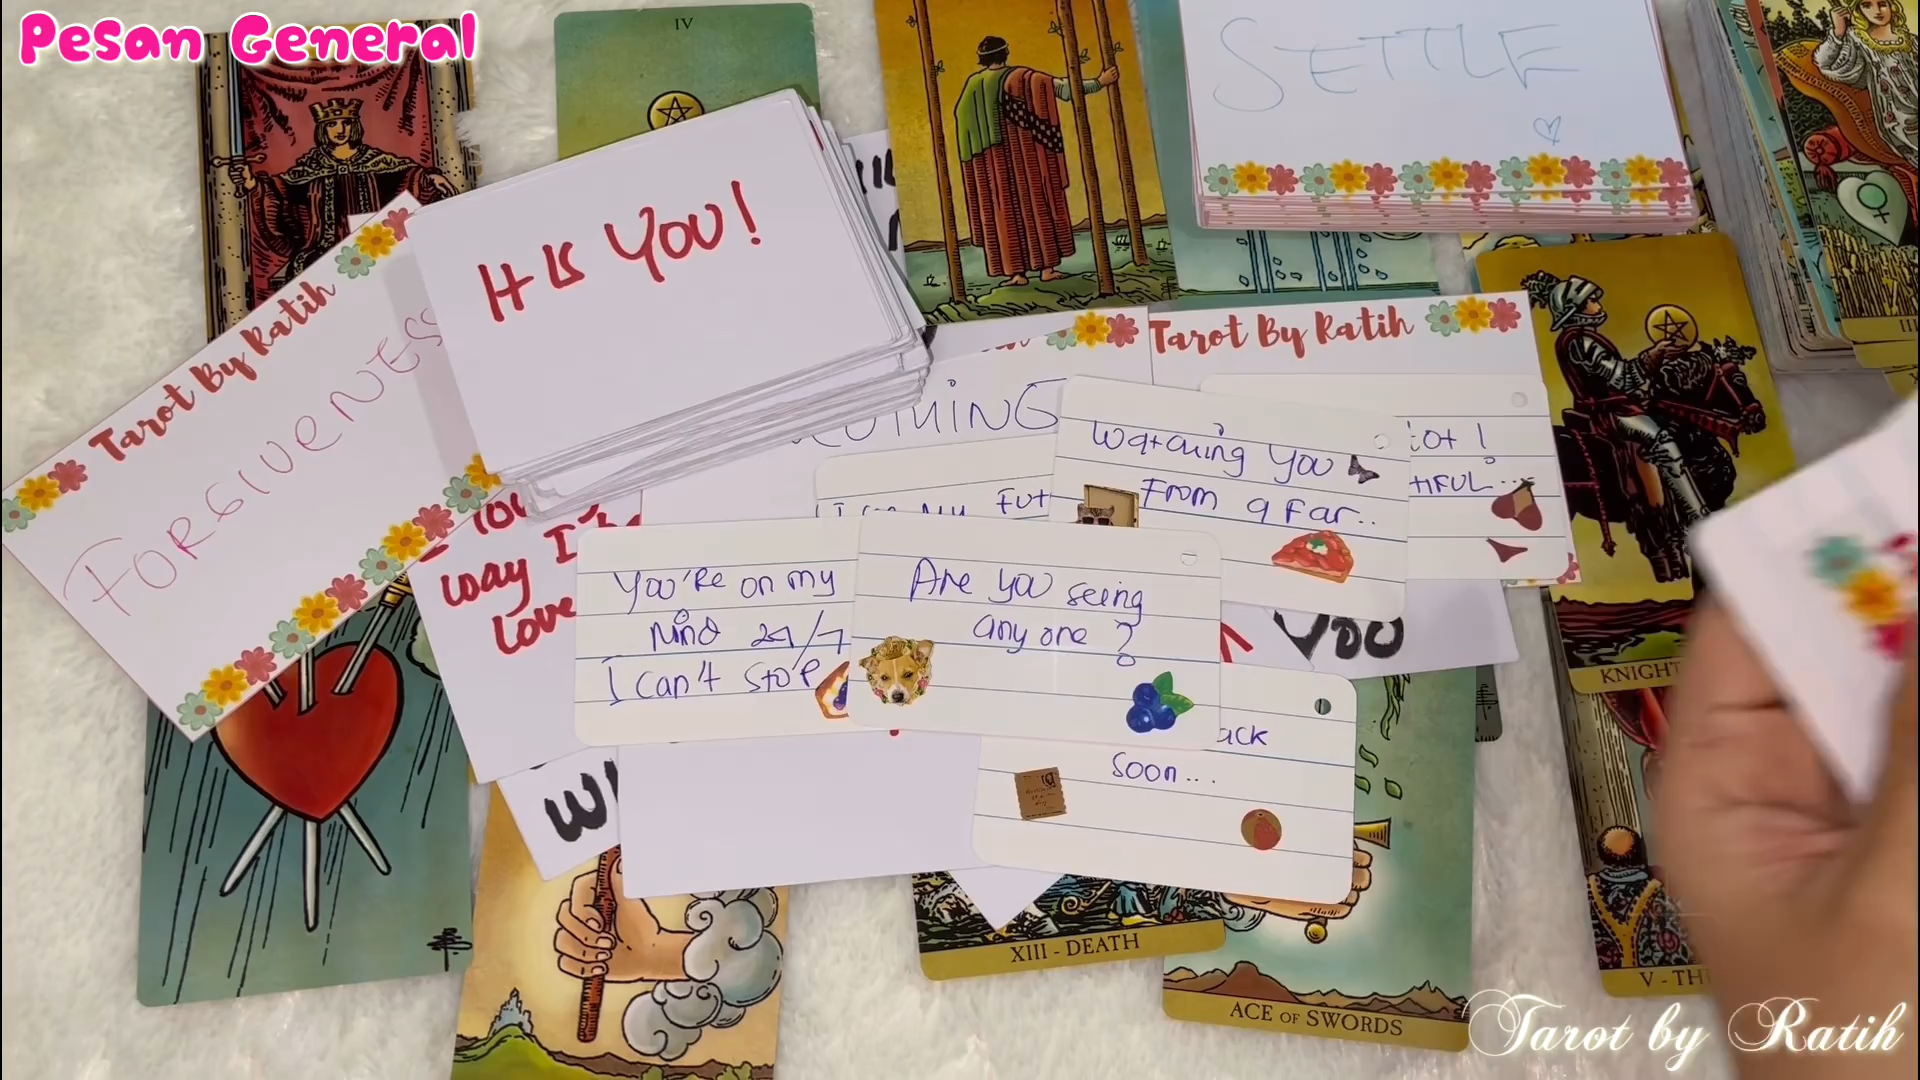 Pesan General
IV
SETTLE
It is YOU!
Tarot By Ratih
FORGIVENESS
Tarot By Ratih
Watching You
From a far..
You're on my
mind 24/7
I can't stop
Are you seeing
any one?
way I
Love
YOU
Soon...
KNIGHT
XIII - DEATH
ACE OF SWORDS
V - TH
Tarot by Ratih